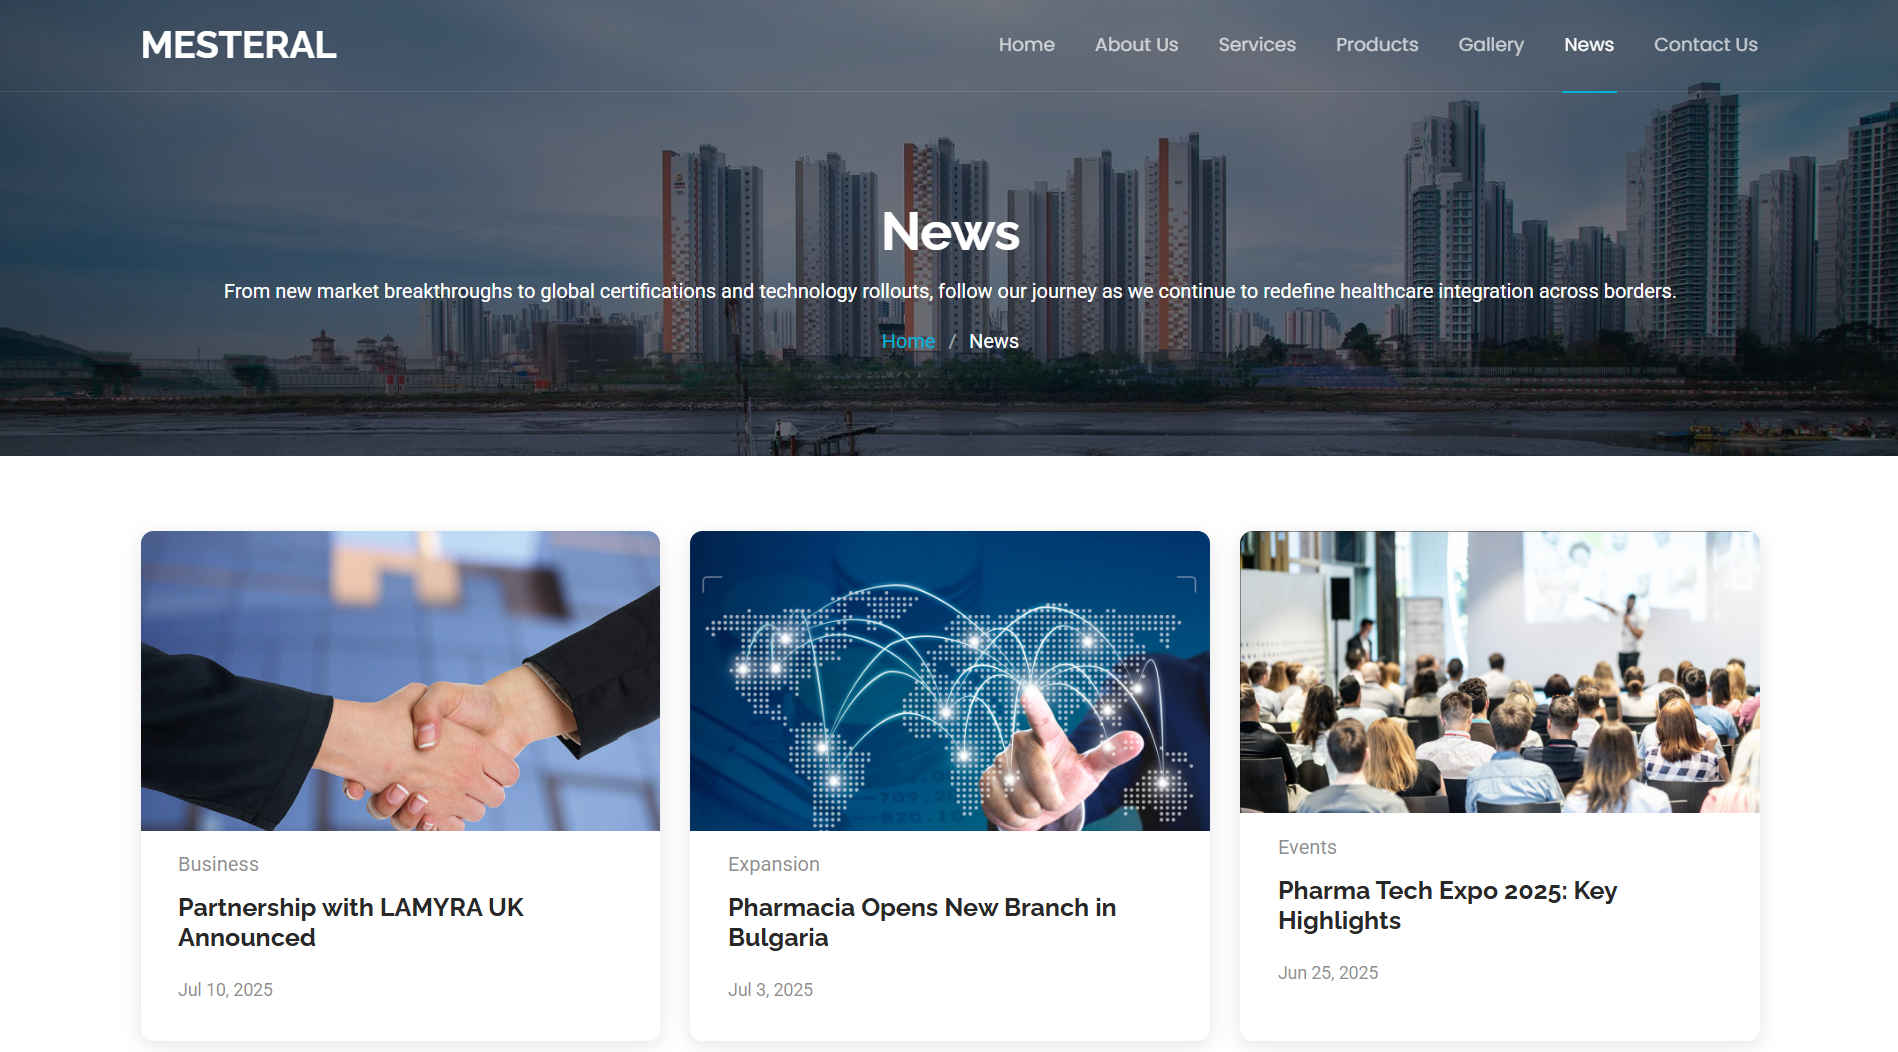 MESTERAL
Home About Us Services Products Gallery News Contact Us
News
From new market breakthroughs to global certifications and technology rollouts, follow our journey as we continue to redefine healthcare integration across borders.
Home / News
Business
Partnership with LAMYRA UK
Announced
Jul 10, 2025
Expansion
Pharmacia Opens New Branch in
Bulgaria
Jul 3, 2025
Events
Pharma Tech Expo 2025: Key
Highlights
Jun 25, 2025